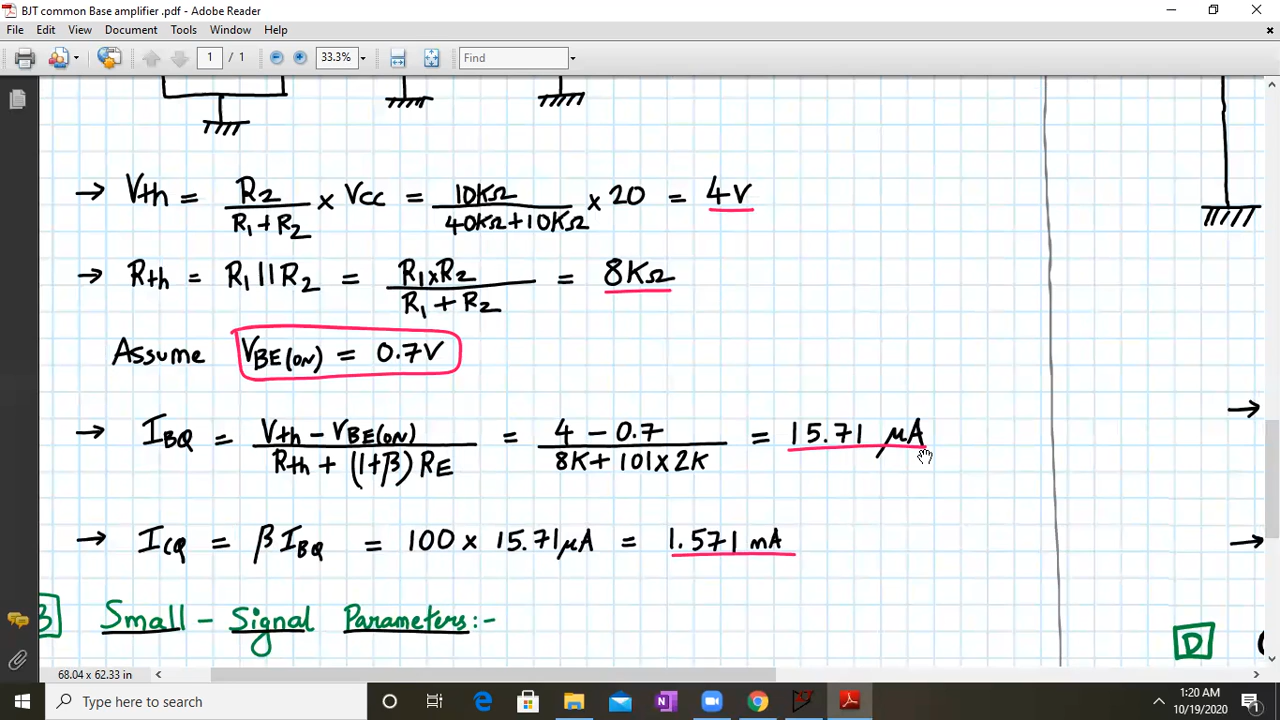 BJT common Base amplifier .pdf - Adobe Reader
File Edit View Document Tools Window Help
1 / 1 33.3% Find
→ Vth = R2 / R1 + R2 × Vcc = 10KΩ / 40KΩ + 10KΩ × 20 = 4V
→ Rth = R1 || R2 = R1 x R2 / R1 + R2 = 8KΩ
Assume VBE(ON) = 0.7V
→ IBQ = Vth - VBE(ON) / Rth + (1+β) RE = 4 - 0.7 / 8K + 101 x 2K = 15.71 μA
→ ICQ = β IBQ = 100 x 15.71μA = 1.571 mA
B Small - Signal Parameters :-
D
68.04 x 62.33 in
Type here to search
1:20 AM
10/19/2020
1